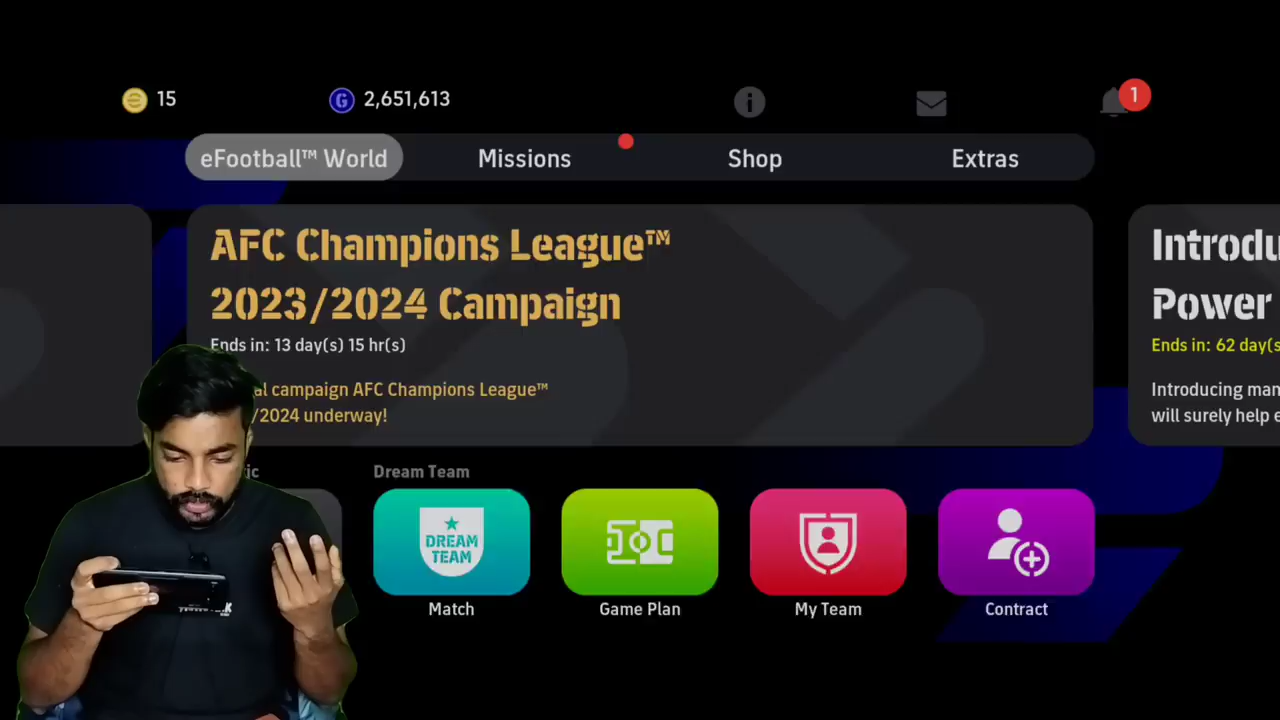 15
2,651,613
1
eFootball™ World
Missions
Shop
Extras
AFC Champions League™
2023/2024 Campaign
Ends in: 13 day(s) 15 hr(s)
al campaign AFC Champions League™
/2024 underway!
Introdu
Power
Ends in: 62 day(s
Introducing man
will surely help e
tic
Dream Team
DREAM
TEAM
Match
Game Plan
My Team
Contract